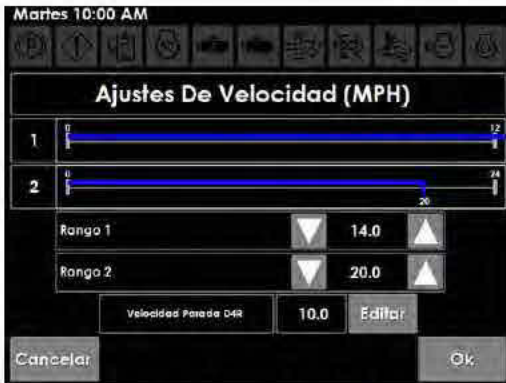 Martes 10:00 AM
Ajustes De Velocidad (MPH)
1 0 12
2 0 24
20
Rango 1 14.0
Rango 2 20.0
Velocidad Parada D4R 10.0 Editar
Cancelar Ok